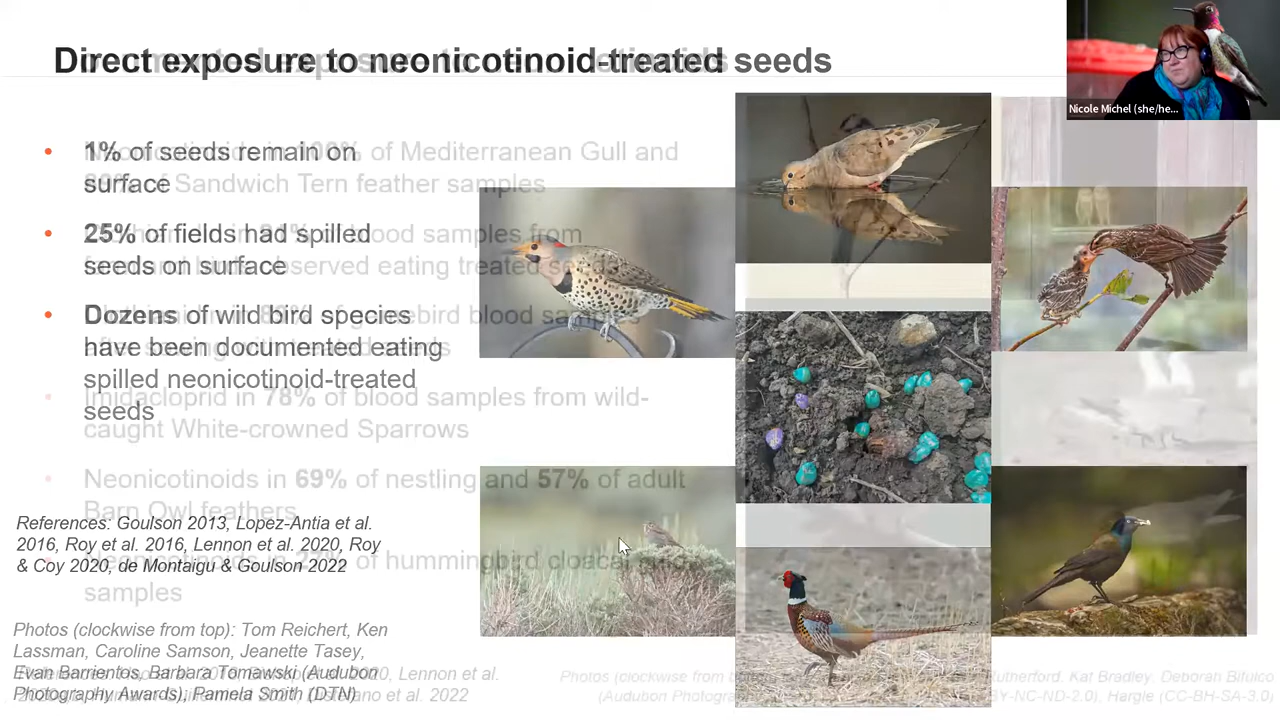 Direct exposure to neonicotinoid-treated seeds
Nicole Michel (she/he...
• 1% of seeds remain on
surface
• 25% of fields had spilled
seeds on surface
• Dozens of wild bird species
have been documented eating
spilled neonicotinoid-treated
seeds
of Mediterranean Gull and
Sandwich Tern feather samples
blood samples from
observed eating treated
blood samples
Imidacloprid in 78% of blood samples from wild-
caught White-crowned Sparrows
Neonicotinoids in 69% of nestling and 57% of adult
Barn Owl feathers
of hummingbird cloacal fluid
samples
References: Goulson 2013, Lopez-Antia et al.
2016, Roy et al. 2016, Lennon et al. 2020, Roy
& Coy 2020, de Montaigu & Goulson 2022
Photos (clockwise from top): Tom Reichert, Ken
Lassman, Caroline Samson, Jeanette Tasey,
Evan Barrientos, Barbara Tomawski (Audubon
Photography Awards), Pamela Smith (DTN)
2020, Lennon et al.
et al. 2022
Photos (clockwise from
Rutherford, Kat Bradley, Deborah Bifulco
(Audubon
BY-NC-ND-2.0), Hargle (CC-BH-SA-3.0)